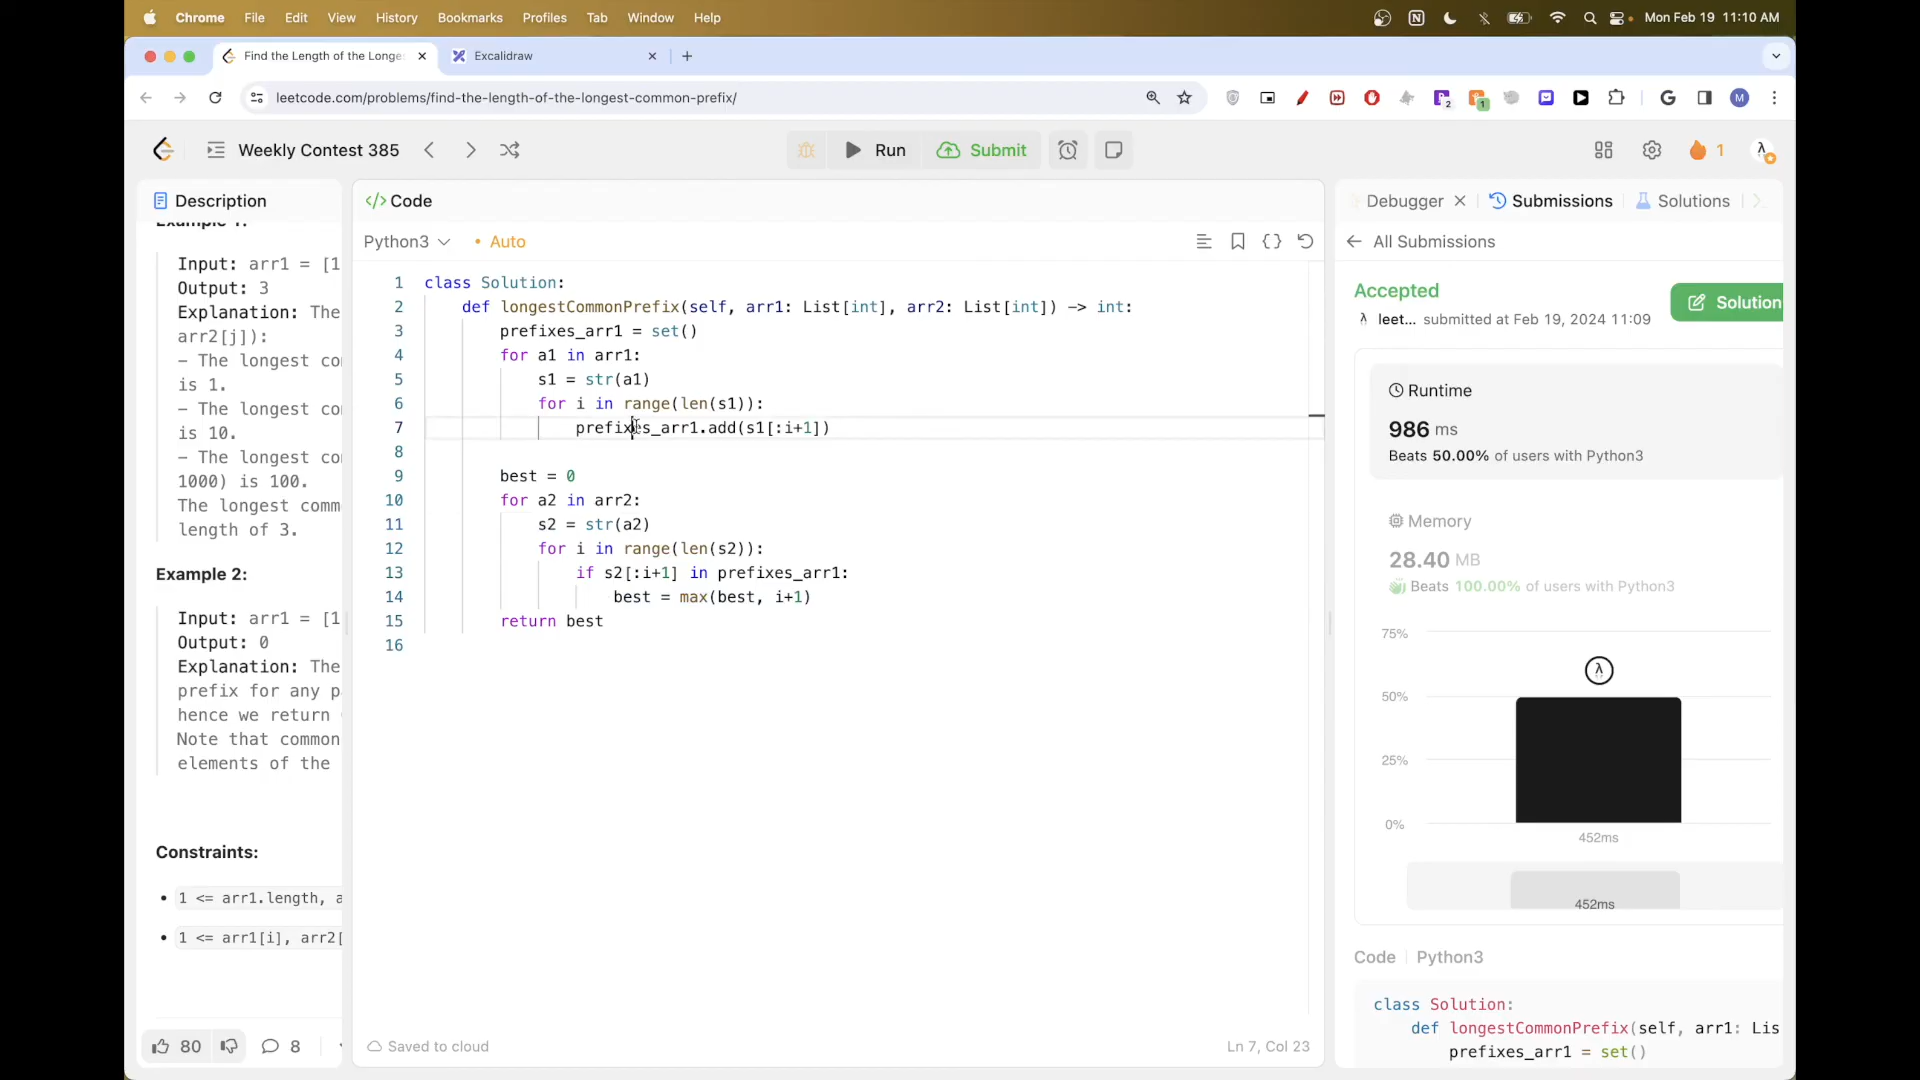 Chrome File Edit View History Bookmarks Profiles Tab Window Help Mon Feb 19 11:10 AM
Find the Length of the Longe Excalidraw
leetcode.com/problems/find-the-length-of-the-longest-common-prefix/ 2 1 G M
Weekly Contest 385 Run Submit 1
Description
Example 1:
Input: arr1 = [1
Output: 3
Explanation: The
arr2[j]):
- The longest co
is 1.
- The longest co
is 10.
- The longest co
1000) is 100.
The longest comm
length of 3.
Example 2:
Input: arr1 = [1
Output: 0
Explanation: The
prefix for any p
hence we return
Note that common
elements of the
Constraints:
• 1 <= arr1.length, a
• 1 <= arr1[i], arr2[
80 8
</> Code
Python3 • Auto
1 class Solution:
2 def longestCommonPrefix(self, arr1: List[int], arr2: List[int]) -> int:
3 prefixes_arr1 = set()
4 for a1 in arr1:
5 s1 = str(a1)
6 for i in range(len(s1)):
7 prefixes_arr1.add(s1[:i+1])
8
9 best = 0
10 for a2 in arr2:
11 s2 = str(a2)
12 for i in range(len(s2)):
13 if s2[:i+1] in prefixes_arr1:
14 best = max(best, i+1)
15 return best
16
Saved to cloud Ln 7, Col 23
Debugger Submissions Solutions
All Submissions
Accepted
Solution
leet... submitted at Feb 19, 2024 11:09
Runtime
986 ms
Beats 50.00% of users with Python3
Memory
28.40 MB
Beats 100.00% of users with Python3
75%
50%
25%
0%
λ
452ms
452ms
Code | Python3
class Solution:
def longestCommonPrefix(self, arr1: Lis
prefixes_arr1 = set()